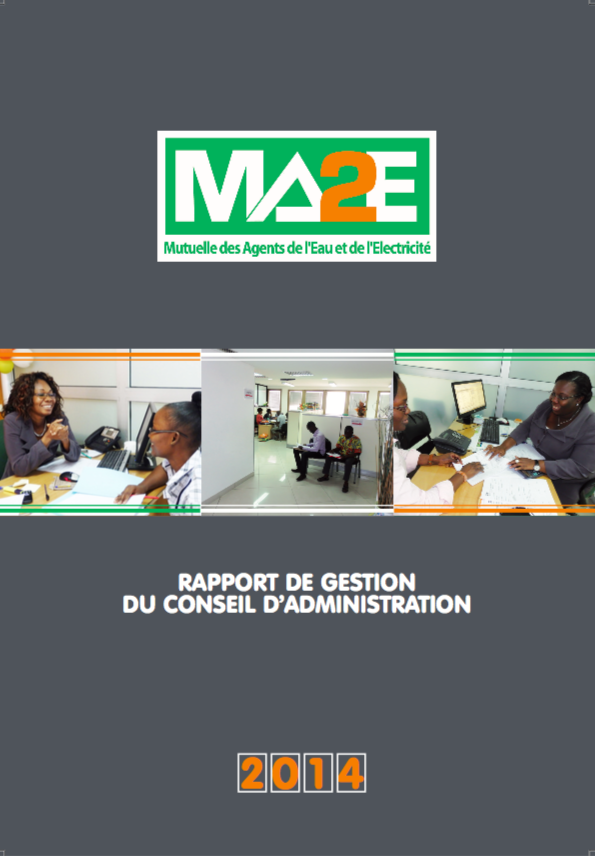 MA2E
Mutuelle des Agents de l'Eau et de l'Electricité
RAPPORT DE GESTION
DU CONSEIL D'ADMINISTRATION
2014